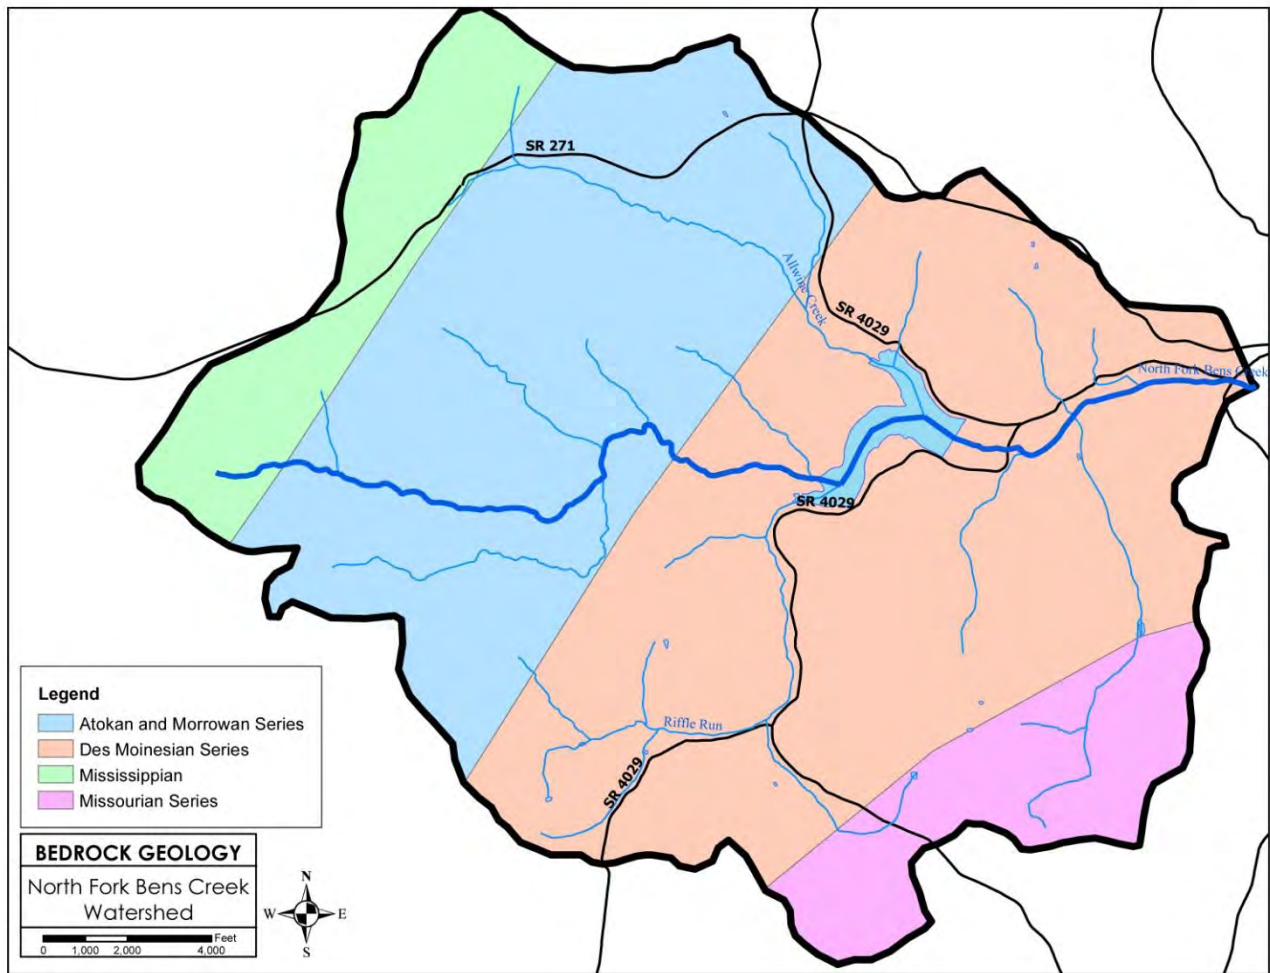 SR 271
Allwine Creek
SR 4029
North Fork Bens Creek
SR 4029
Riffle Run
SR 4029
Legend
Atokan and Morrowan Series
Des Moinesian Series
Mississippian
Missourian Series
BEDROCK GEOLOGY
North Fork Bens Creek
Watershed
Feet
0 1,000 2,000 4,000
N
W E
S